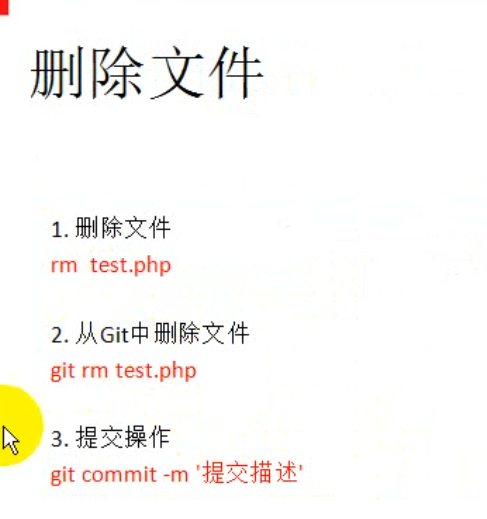 删除文件
1. 删除文件
rm  test.php
2. 从Git中删除文件
git rm test.php
3. 提交操作
git commit -m '提交描述'